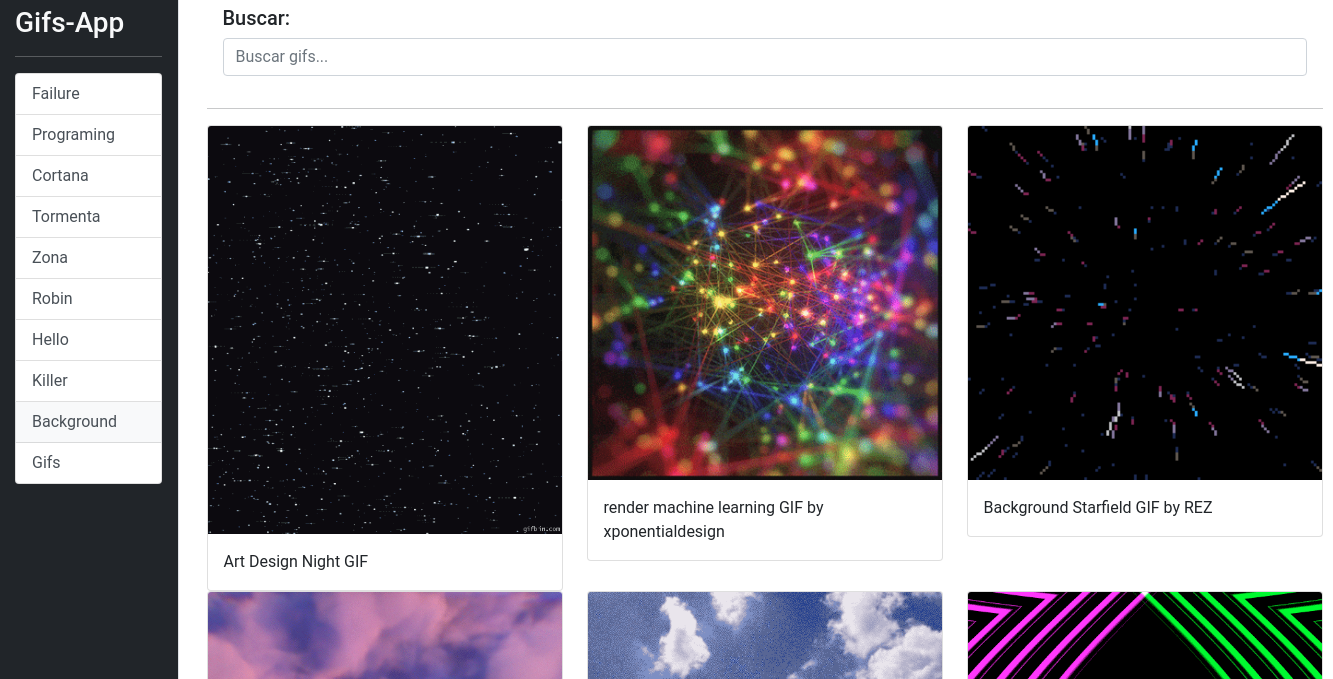 Gifs-App
Failure
Programing
Cortana
Tormenta
Zona
Robin
Hello
Killer
Background
Gifs
Buscar:
Buscar gifs...
gifbin.com
Art Design Night GIF
render machine learning GIF by
xponentialdesign
Background Starfield GIF by REZ